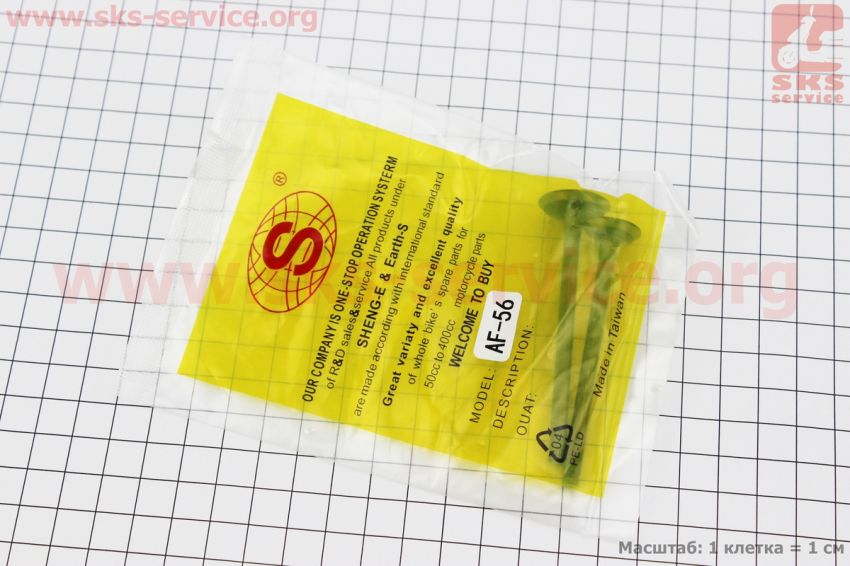 www.sks-service.org
SKS
service
www.sks-service.org
®
S
OUR COMPANY IS ONE-STOP OPERATION SYSTERM
of R&D sales&service All products under
SHENG-E & Earth-S
are made according with international standard
Great variaty and excellent quality
of whole bike's spare parts for
50cc to 400cc motorcycle parts
WELCOME TO BUY
MODEL: AF-56
DESCRIPTION:
QUAT:
Made in Taiwan
04
PE-LD
Масштаб: 1 клетка = 1 см